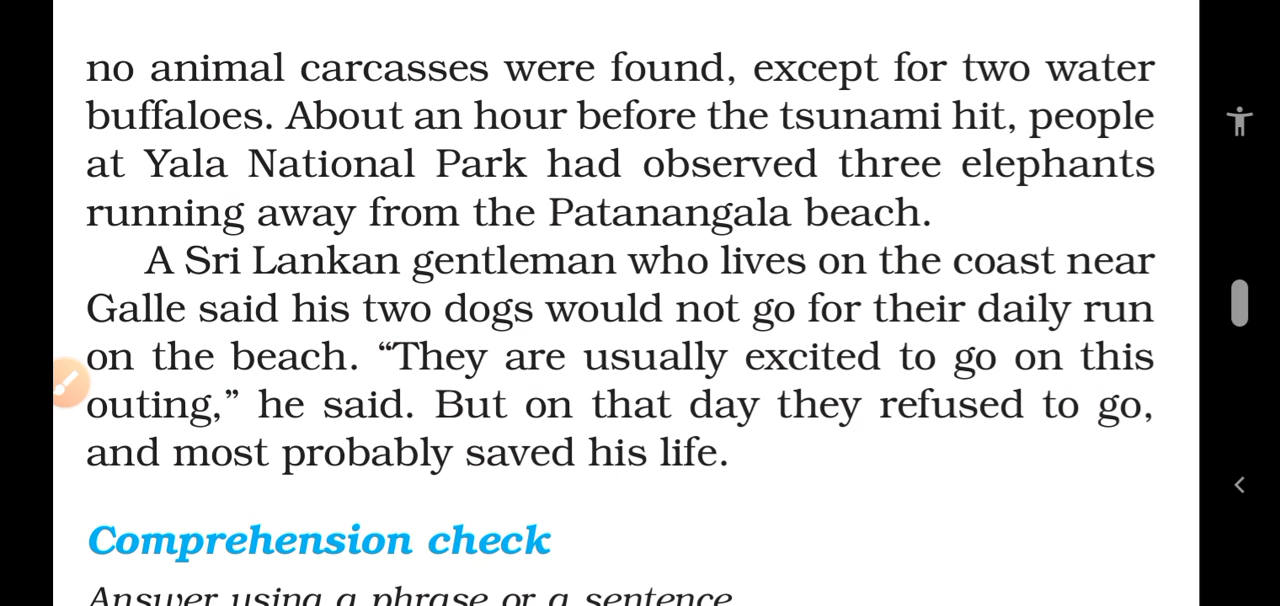 no animal carcasses were found, except for two water
buffaloes. About an hour before the tsunami hit, people
at Yala National Park had observed three elephants
running away from the Patanangala beach.
A Sri Lankan gentleman who lives on the coast near
Galle said his two dogs would not go for their daily run
on the beach. “They are usually excited to go on this
outing,” he said. But on that day they refused to go,
and most probably saved his life.
Comprehension check
Answer using a phrase or a sentence